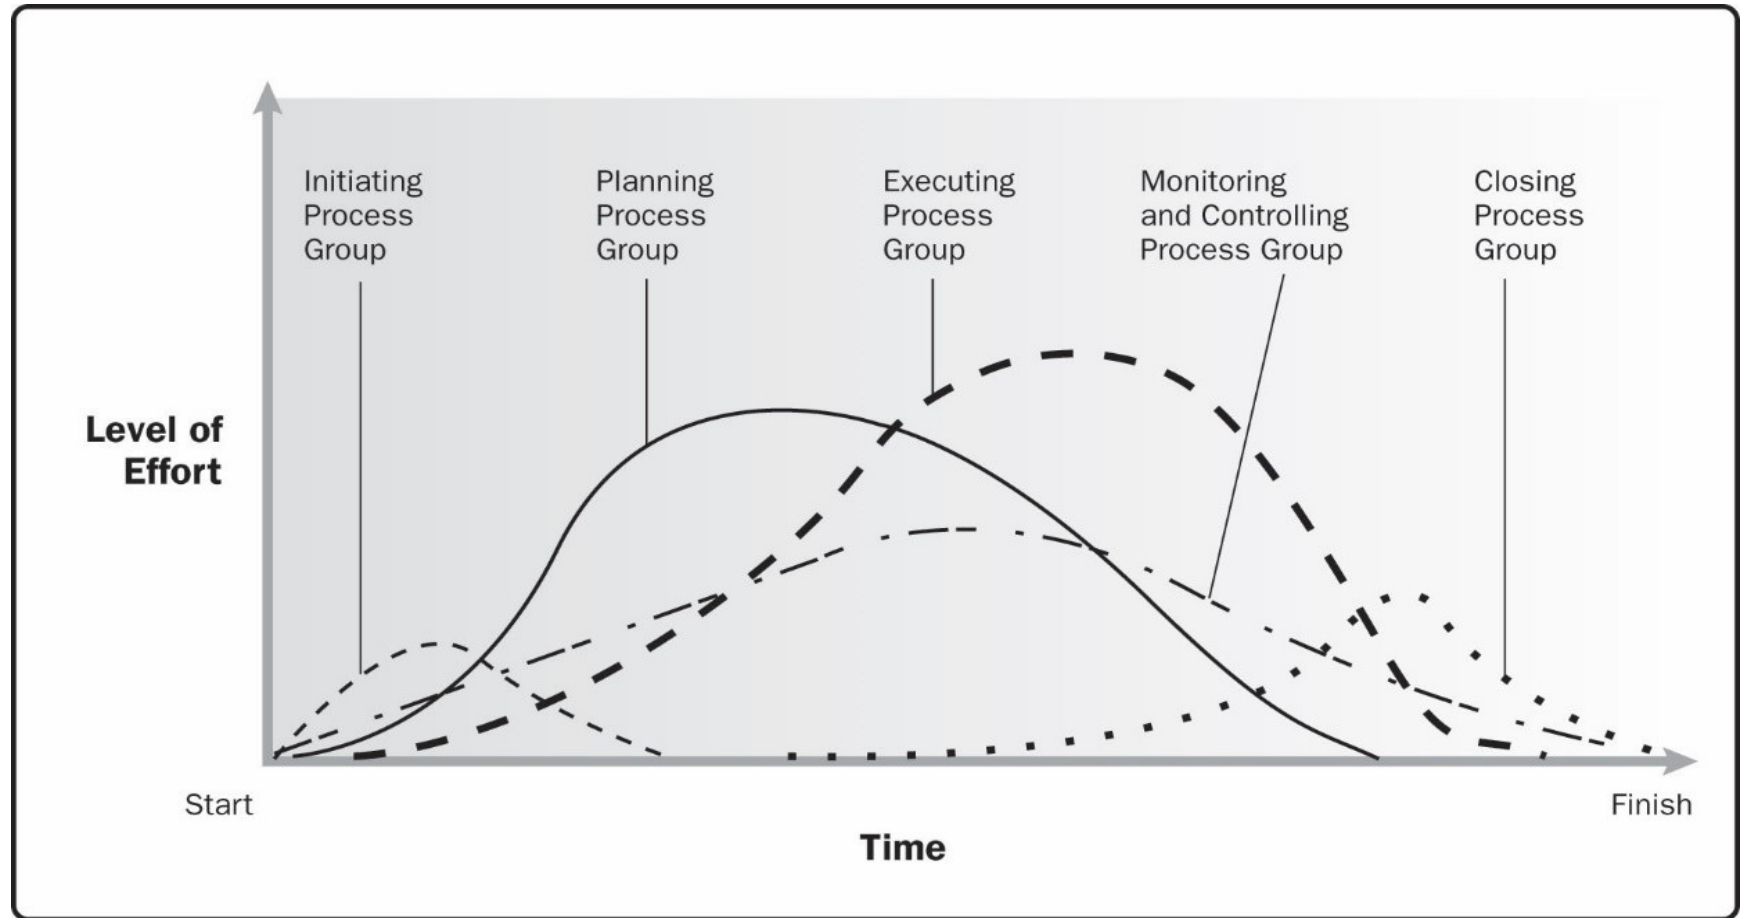 Initiating
Process
Group
Planning
Process
Group
Executing
Process
Group
Monitoring
and Controlling
Process Group
Closing
Process
Group
Level of
Effort
Start
Finish
Time